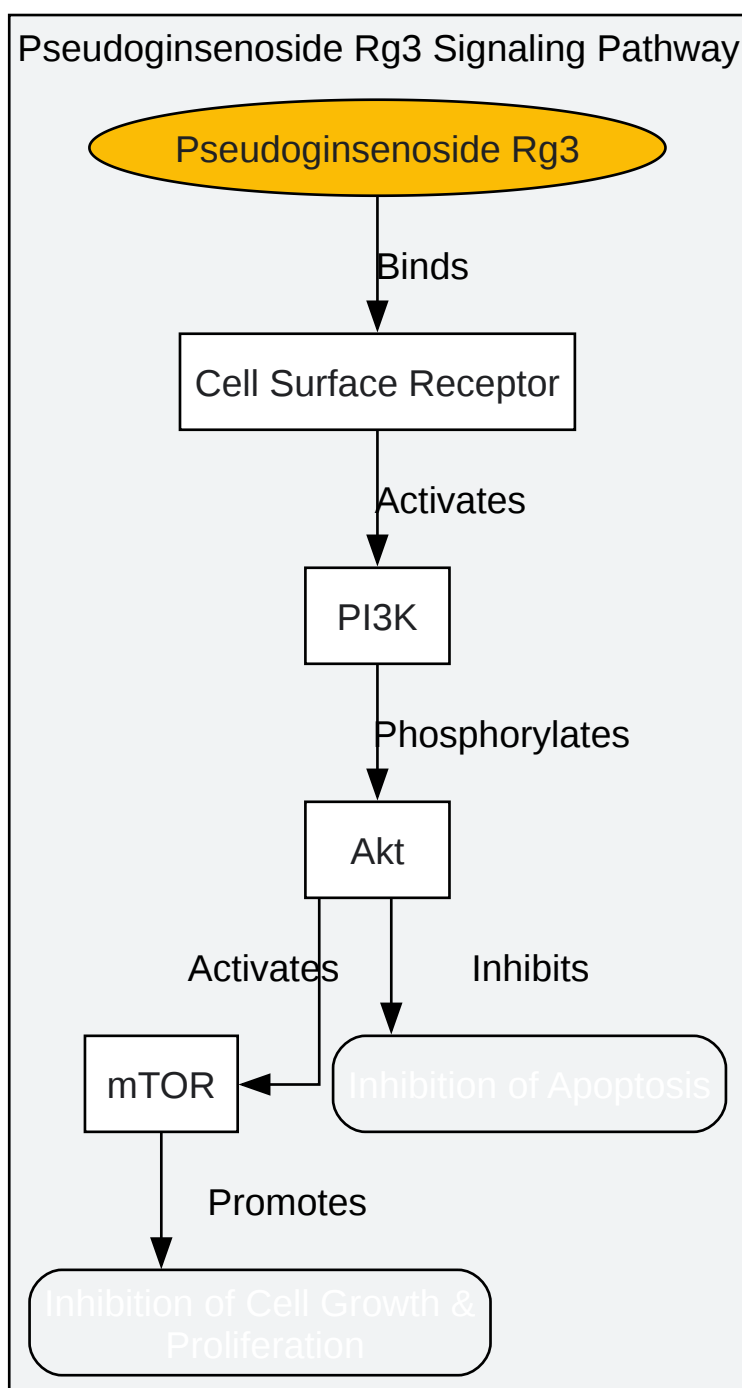 Pseudoginsenoside Rg3 Signaling Pathway
Pseudoginsenoside Rg3
Binds
Cell Surface Receptor
Activates
PI3K
Phosphorylates
Akt
Activates
Inhibits
mTOR
Inhibition of Apoptosis
Promotes
Inhibition of Cell Growth &
Proliferation